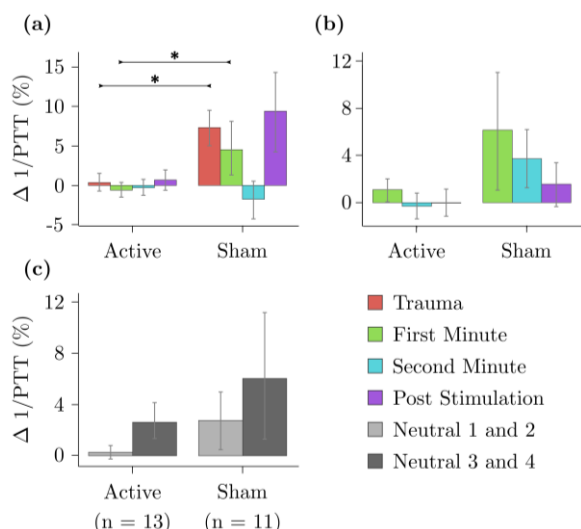 (a)
(b)
Δ 1/PTT (%)
15
10
5
0
-5
*
*
Active
Sham
12
8
4
0
Active
Sham
(c)
Δ 1/PTT (%)
12
8
4
0
Active
Sham
(n = 13)
(n = 11)
Trauma
First Minute
Second Minute
Post Stimulation
Neutral 1 and 2
Neutral 3 and 4